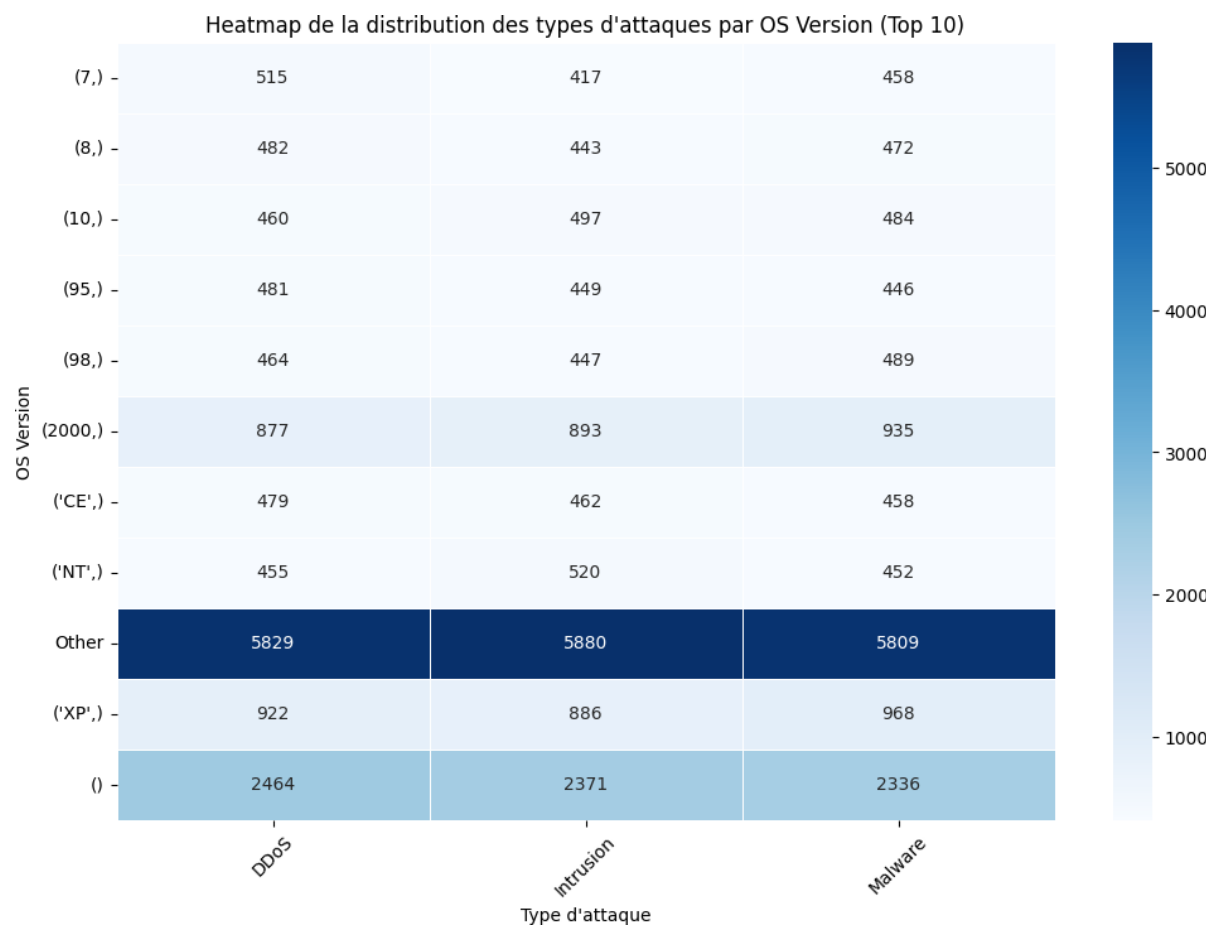 Heatmap de la distribution des types d'attaques par OS Version (Top 10)
(7,) 515 417 458
(8,) 482 443 472
(10,) 460 497 484
(95,) 481 449 446
(98,) 464 447 489
(2000,) 877 893 935
('CE',) 479 462 458
('NT',) 455 520 452
Other 5829 5880 5809
('XP',) 922 886 968
() 2464 2371 2336
OS Version
DDoS Intrusion Malware
Type d'attaque
5000
4000
3000
2000
1000